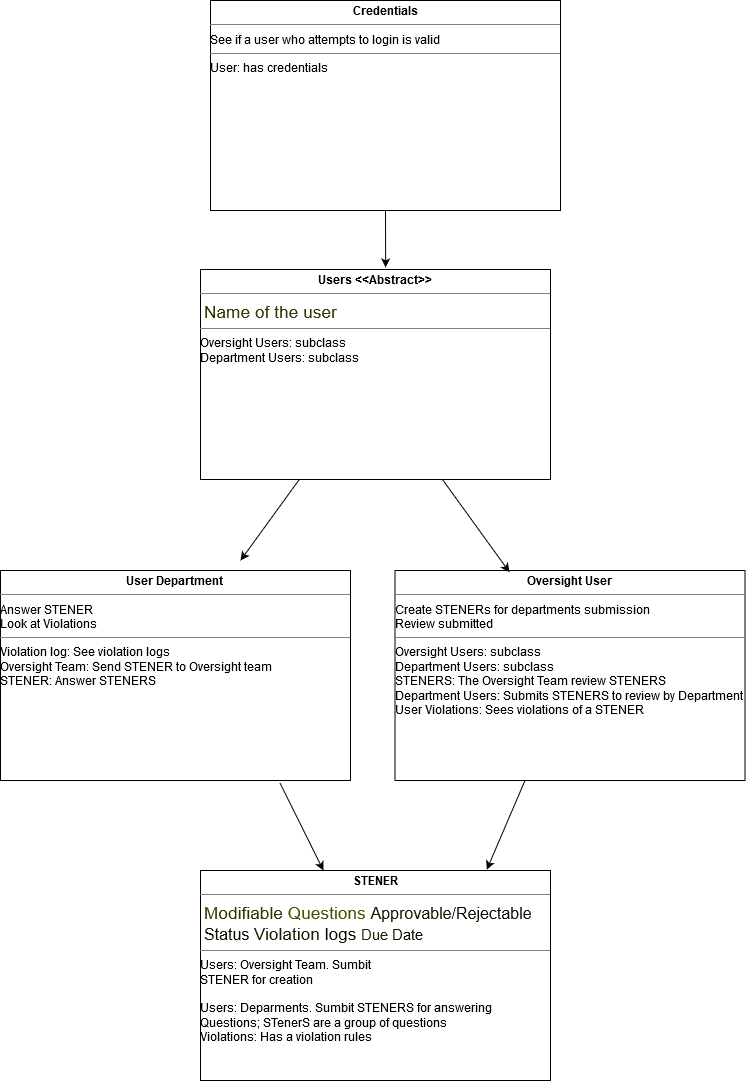 Credentials
See if a user who attempts to login is valid
User: has credentials
Users <<Abstract>>
Name of the user
Oversight Users: subclass
Department Users: subclass
User Department
Answer STENER
Look at Violations
Violation log: See violation logs
Oversight Team: Send STENER to Oversight team
STENER: Answer STENERS
Oversight User
Create STENERs for departments submission
Review submitted
Oversight Users: subclass
Department Users: subclass
STENERS: The Oversight Team review STENERS
Department Users: Submits STENERS to review by Department
User Violations: Sees violations of a STENER
STENER
Modifiable Questions Approvable/Rejectable
Status Violation logs Due Date
Users: Oversight Team. Sumbit
STENER for creation
Users: Deparments. Sumbit STENERS for answering
Questions; STenerS are a group of questions
Violations: Has a violation rules